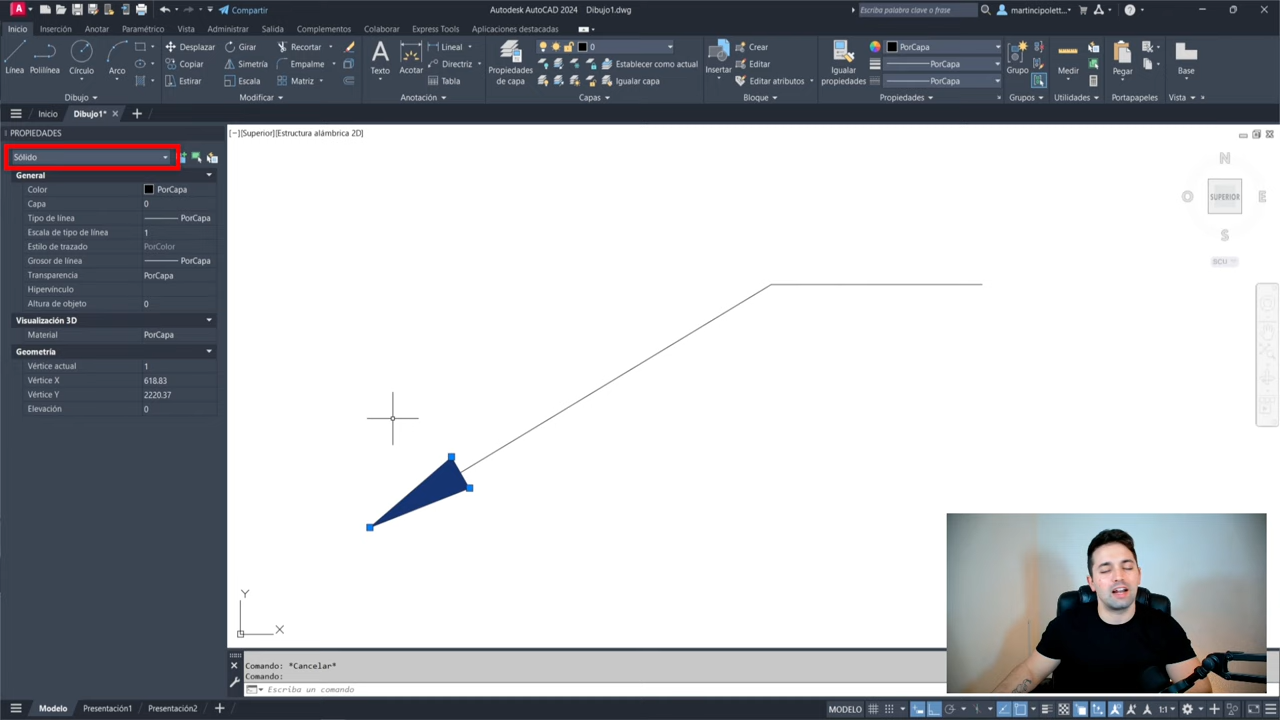 Compartir
Autodesk AutoCAD 2024 Dibujo1.dwg
Escriba palabra clave o frase
martincipolett...
Inicio Inserción Anotar Paramétrico Vista Administrar Salida Complementos Colaborar Express Tools Aplicaciones destacadas
Línea Polilínea Círculo Arco
Desplazar Girar Recortar
Copiar Simetría Empalme
Estirar Escala Matriz
Texto Acotar
Lineal
Directriz
Tabla
Propiedades de capa
0
Establecer como actual
Igualar capa
Insertar
Crear
Editar
Editar atributos
Igualar propiedades
PorCapa
PorCapa
PorCapa
Grupo Medir Pegar Base
Dibujo Modificar Anotación Capas Bloque Propiedades Grupos Utilidades Portapapeles Vista
Inicio Dibujo1*
PROPIEDADES
Sólido
General
Color PorCapa
Capa 0
Tipo de línea PorCapa
Escala de tipo de línea 1
Estilo de trazado PorColor
Grosor de línea PorCapa
Transparencia PorCapa
Hipervínculo
Altura de objeto 0
Visualización 3D
Material PorCapa
Geometría
Vértice actual 1
Vértice X 618.83
Vértice Y 2220.37
Elevación 0
[−][Superior][Estructura alámbrica 2D]
N
O SUPERIOR E
S
SCU
Y
X
Comando: *Cancelar*
Comando:
Escriba un comando
Modelo Presentación1 Presentación2
MODELO
1:1